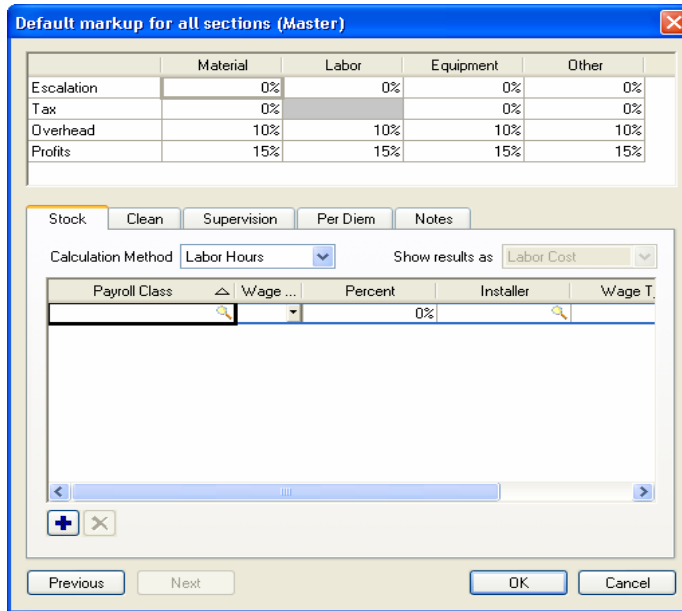 Default markup for all sections (Master)
Material Labor Equipment Other
Escalation 0% 0% 0% 0%
Tax 0% 0% 0%
Overhead 10% 10% 10% 10%
Profits 15% 15% 15% 15%
Stock Clean Supervision Per Diem Notes
Calculation Method Labor Hours Show results as Labor Cost
Payroll Class Wage ... Percent Installer Wage T
0%
Previous Next OK Cancel